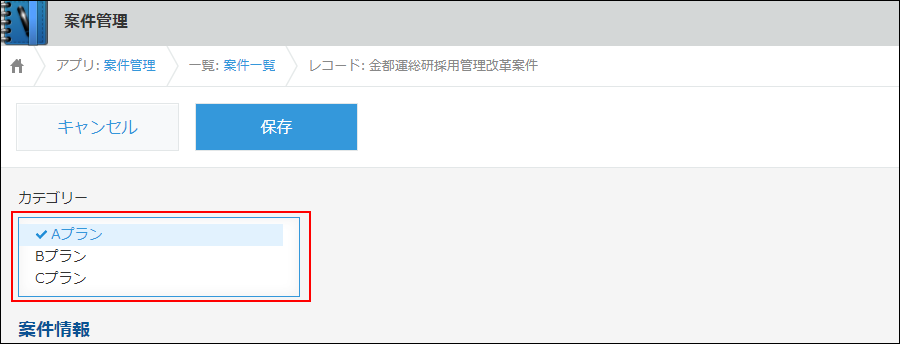 案件管理
アプリ: 案件管理 一覧: 案件一覧 レコード: 金都運総研採用管理改革案件
キャンセル 保存
カテゴリー
Aプラン
Bプラン
Cプラン
案件情報